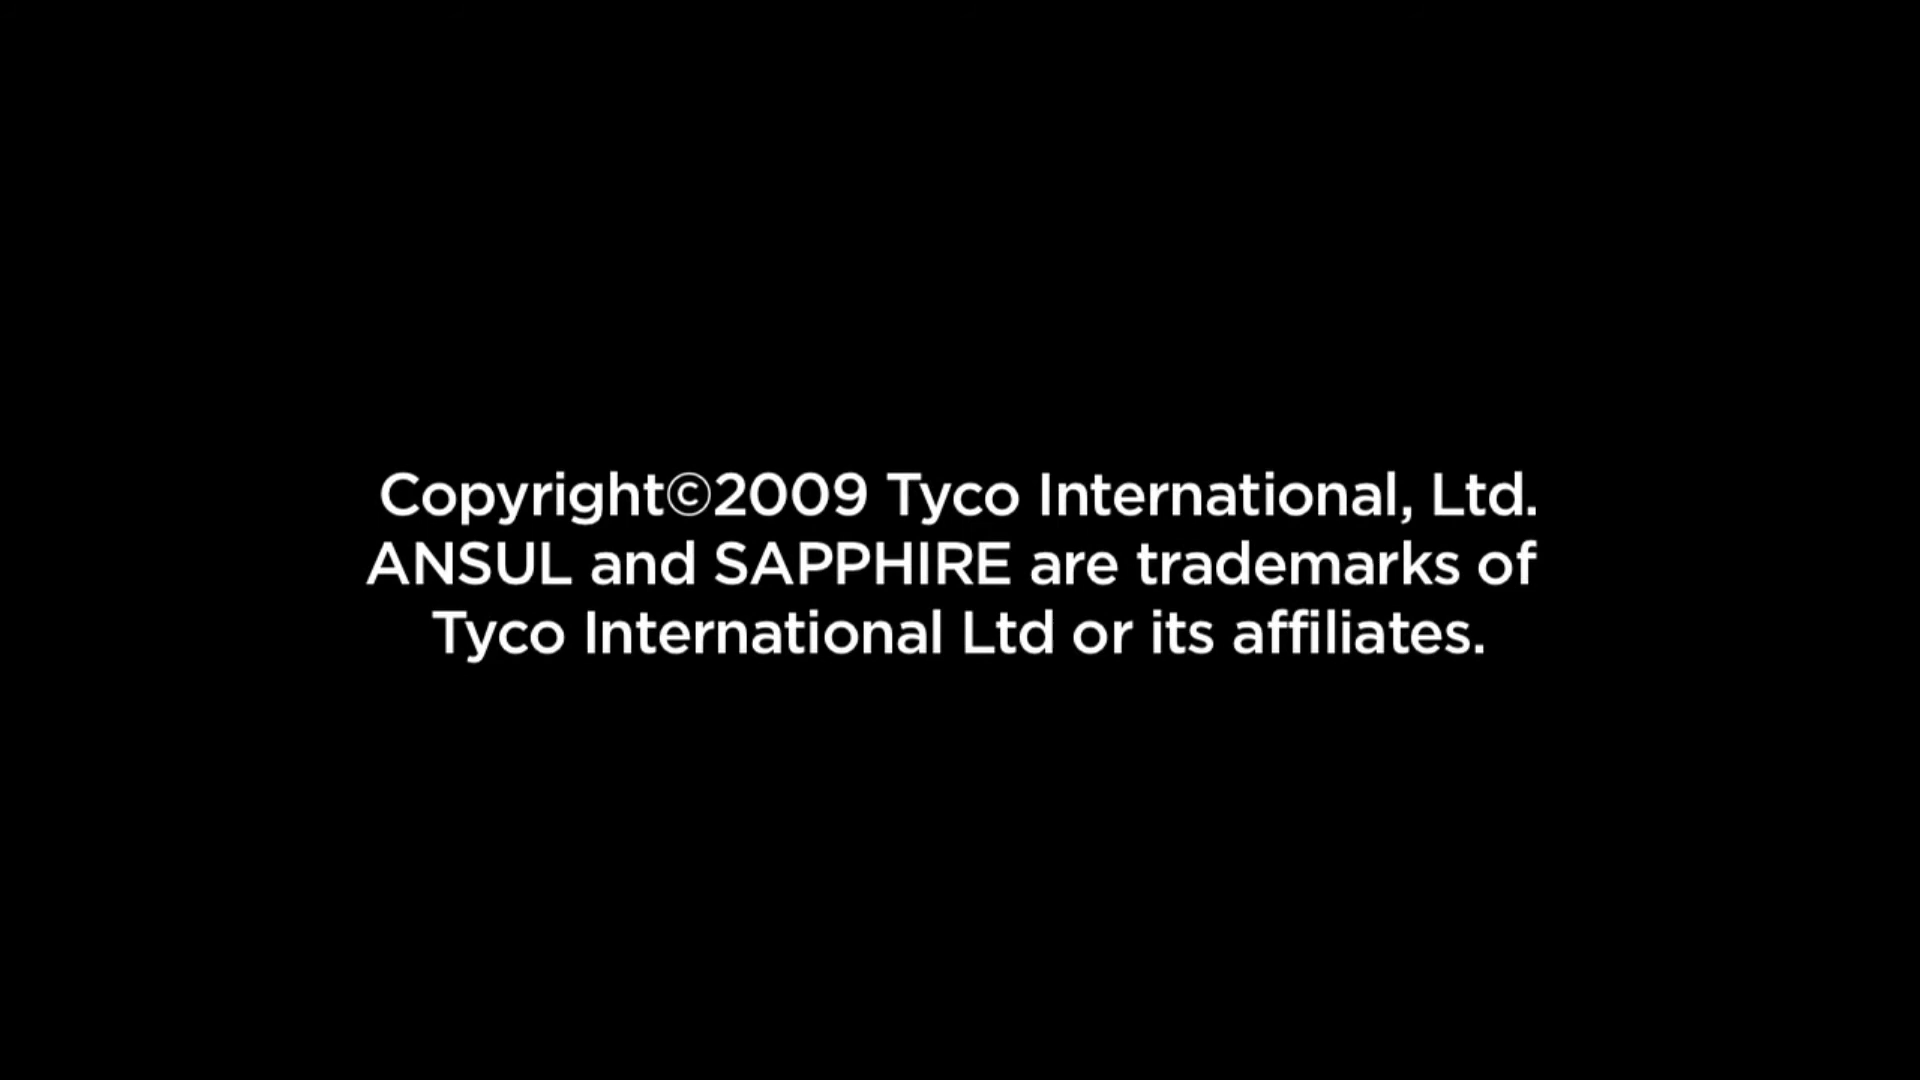 Copyright©2009 Tyco International, Ltd.
ANSUL and SAPPHIRE are trademarks of
Tyco International Ltd or its affiliates.